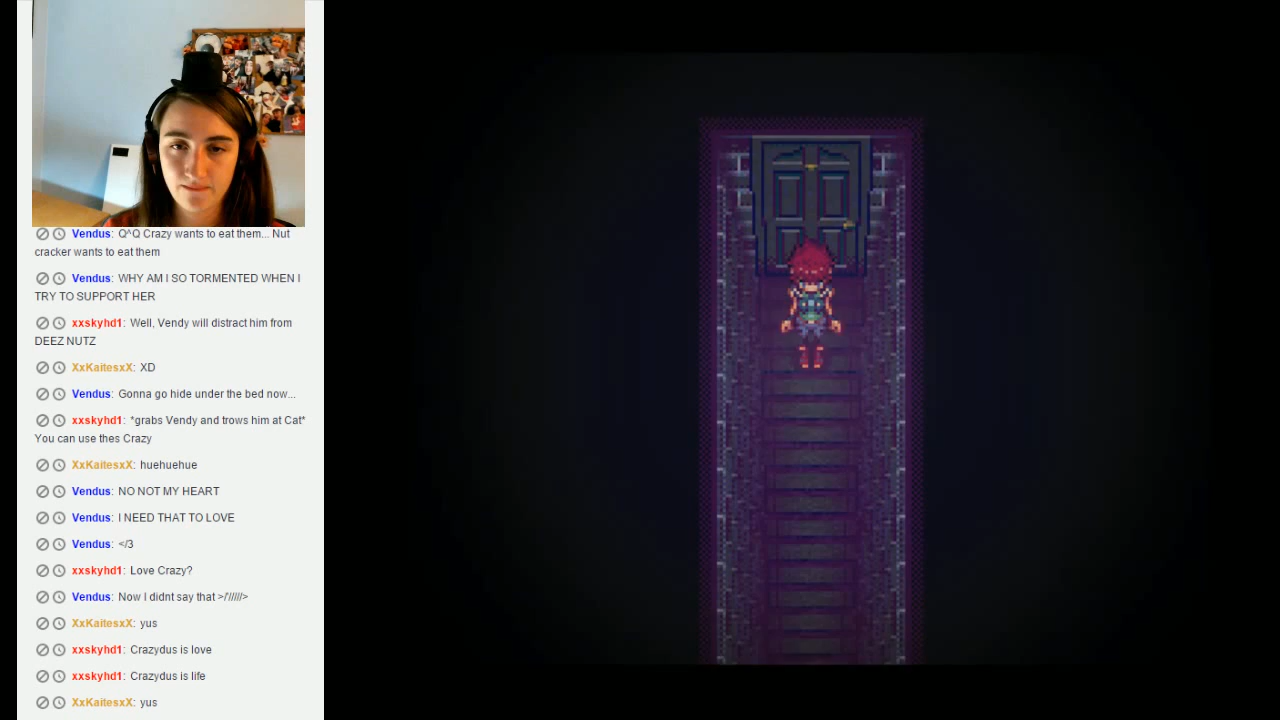 Vendus: Q^Q Crazy wants to eat them... Nut
cracker wants to eat them
Vendus: WHY AM I SO TORMENTED WHEN I
TRY TO SUPPORT HER
xxskyhd1: Well, Vendy will distract him from
DEEZ NUTZ
XxKaitesxX: XD
Vendus: Gonna go hide under the bed now...
xxskyhd1: *grabs Vendy and trows him at Cat*
You can use thes Crazy
XxKaitesxX: huehuehue
Vendus: NO NOT MY HEART
Vendus: I NEED THAT TO LOVE
Vendus: </3
xxskyhd1: Love Crazy?
Vendus: Now I didnt say that >/'/////>
XxKaitesxX: yus
xxskyhd1: Crazydus is love
xxskyhd1: Crazydus is life
XxKaitesxX: yus